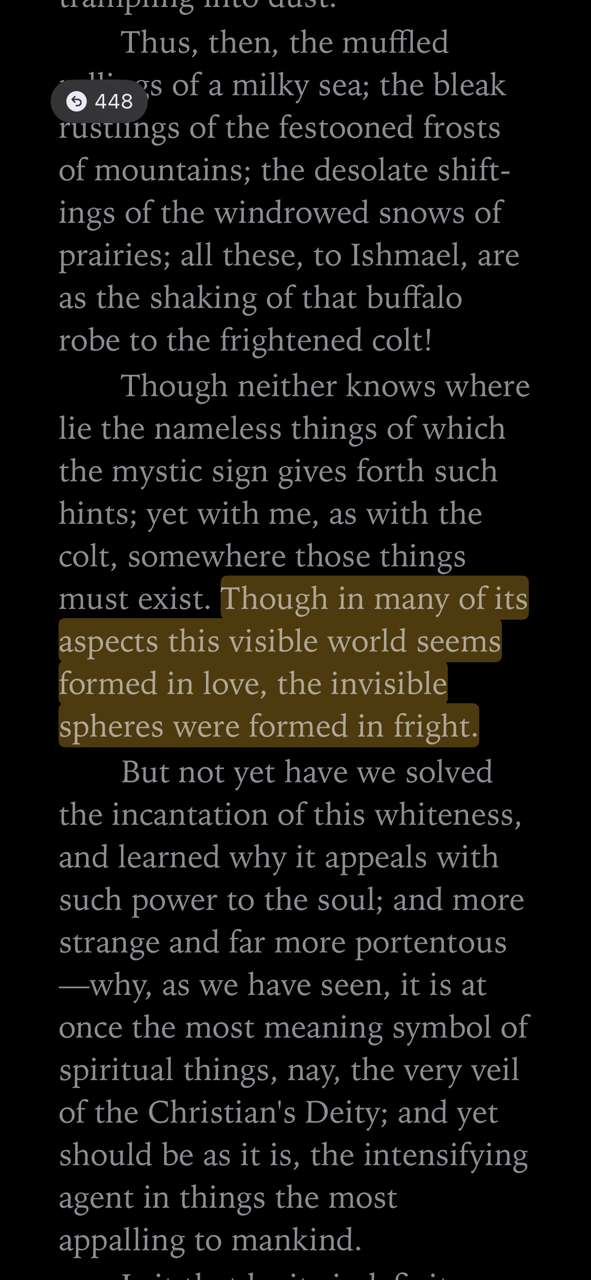 trampling into dust.
Thus, then, the muffled
of a milky sea; the bleak
448
rustlings of the festooned frosts
of mountains; the desolate shift-
ings of the windrowed snows of
prairies; all these, to Ishmael, are
as the shaking of that buffalo
robe to the frightened colt!
Though neither knows where
lie the nameless things of which
the mystic sign gives forth such
hints; yet with me, as with the
colt, somewhere those things
must exist. Though in many of its
aspects this visible world seems
formed in love, the invisible
spheres were formed in fright.
But not yet have we solved
the incantation of this whiteness,
and learned why it appeals with
such power to the soul; and more
strange and far more portentous
—why, as we have seen, it is at
once the most meaning symbol of
spiritual things, nay, the very veil
of the Christian's Deity; and yet
should be as it is, the intensifying
agent in things the most
appalling to mankind.